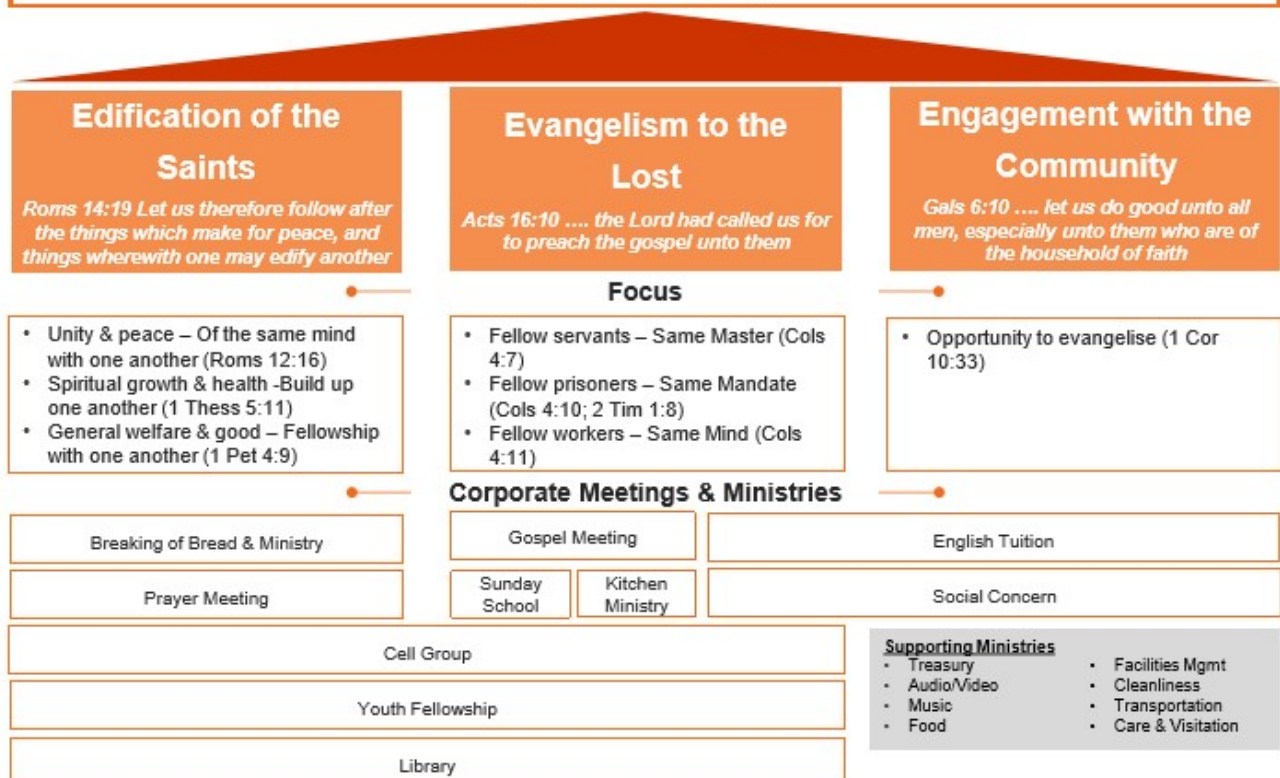 Edification of the
Saints
Roms 14:19 Let us therefore follow after
the things which make for peace, and
things wherewith one may edify another
Evangelism to the
Lost
Acts 16:10 .... the Lord had called us for
to preach the gospel unto them
Engagement with the
Community
Gals 6:10 .... let us do good unto all
men, especially unto them who are of
the household of faith
Focus
• Unity & peace – Of the same mind
with one another (Roms 12:16)
• Spiritual growth & health -Build up
one another (1 Thess 5:11)
• General welfare & good – Fellowship
with one another (1 Pet 4:9)
• Fellow servants – Same Master (Cols
4:7)
• Fellow prisoners – Same Mandate
(Cols 4:10; 2 Tim 1:8)
• Fellow workers – Same Mind (Cols
4:11)
• Opportunity to evangelise (1 Cor
10:33)
Corporate Meetings & Ministries
Breaking of Bread & Ministry
Gospel Meeting
English Tuition
Prayer Meeting
Sunday
School
Kitchen
Ministry
Social Concern
Cell Group
Youth Fellowship
Library
Supporting Ministries
• Treasury
• Audio/Video
• Music
• Food
• Facilities Mgmt
• Cleanliness
• Transportation
• Care & Visitation